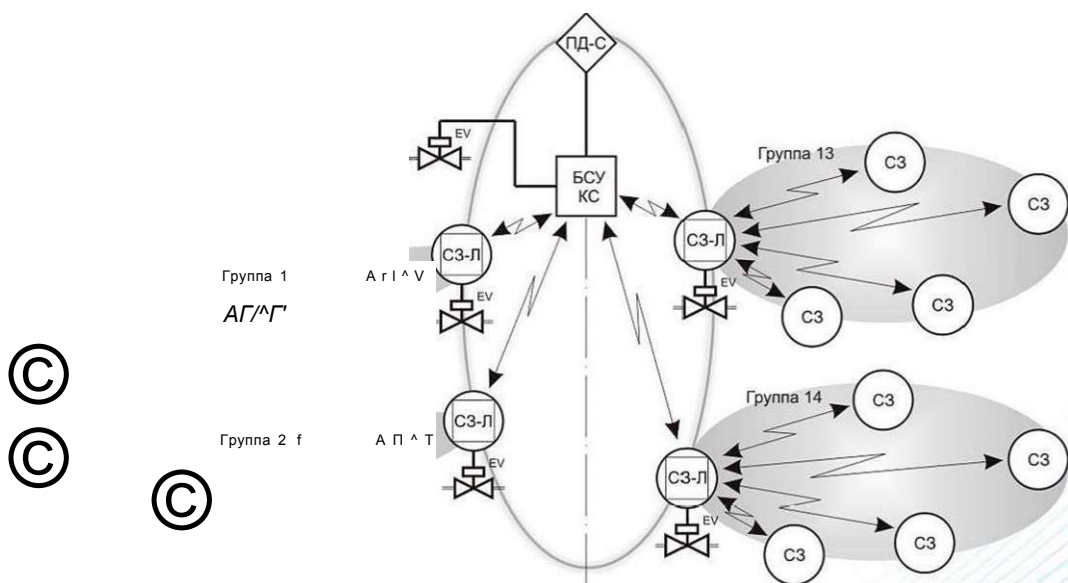 ПД-С
EV
Группа 13
СЗ
СЗ
БСУ
КС
СЗ-Л
СЗ-Л
Группа 1
А r I ^ V
EV
EV
СЗ
СЗ
АГ/^Г'
©
Группа 14
СЗ
СЗ-Л
Группа 2 f
А П ^ Т
©
СЗ
EV
СЗ-Л
©
EV
СЗ
СЗ